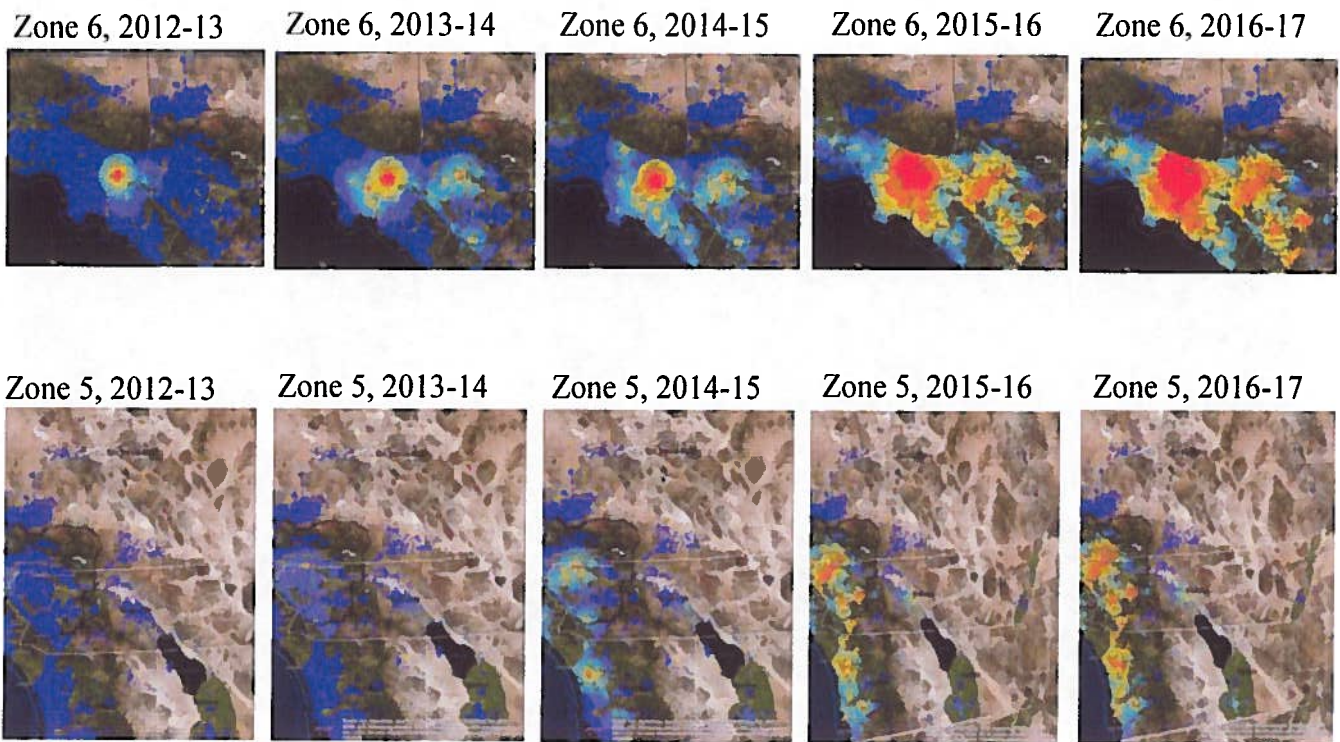 Zone 6, 2012-13
Zone 6, 2013-14
Zone 6, 2014-15
Zone 6, 2015-16
Zone 6, 2016-17
Zone 5, 2012-13
Zone 5, 2013-14
Zone 5, 2014-15
Zone 5, 2015-16
Zone 5, 2016-17